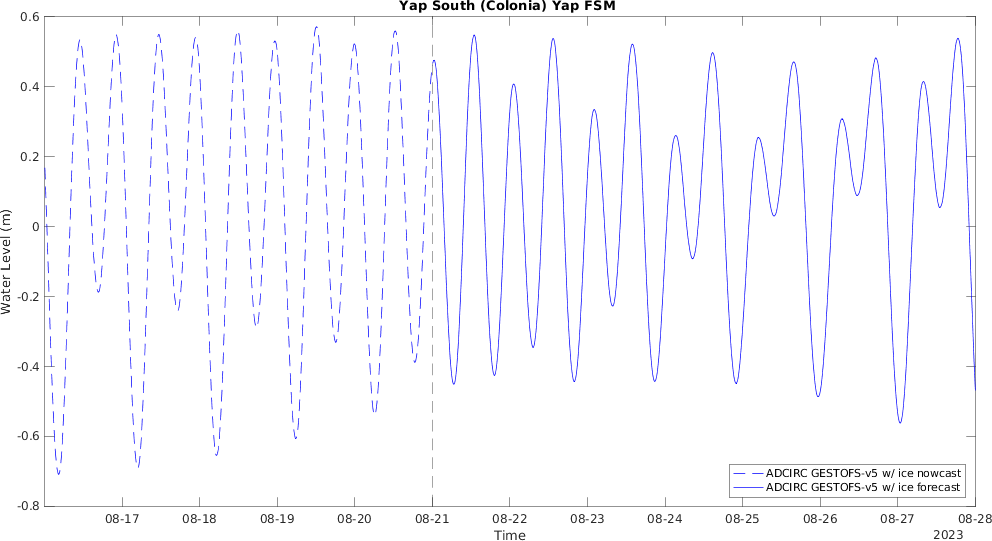 Yap South (Colonia) Yap FSM
0.6
0.4
0.2
0
-0.2
-0.4
-0.6
-0.8
Water Level (m)
ADCIRC GESTOFS-v5 w/ ice nowcast
ADCIRC GESTOFS-v5 w/ ice forecast
08-17 08-18 08-19 08-20 08-21 08-22 08-23 08-24 08-25 08-26 08-27 08-28
Time
2023